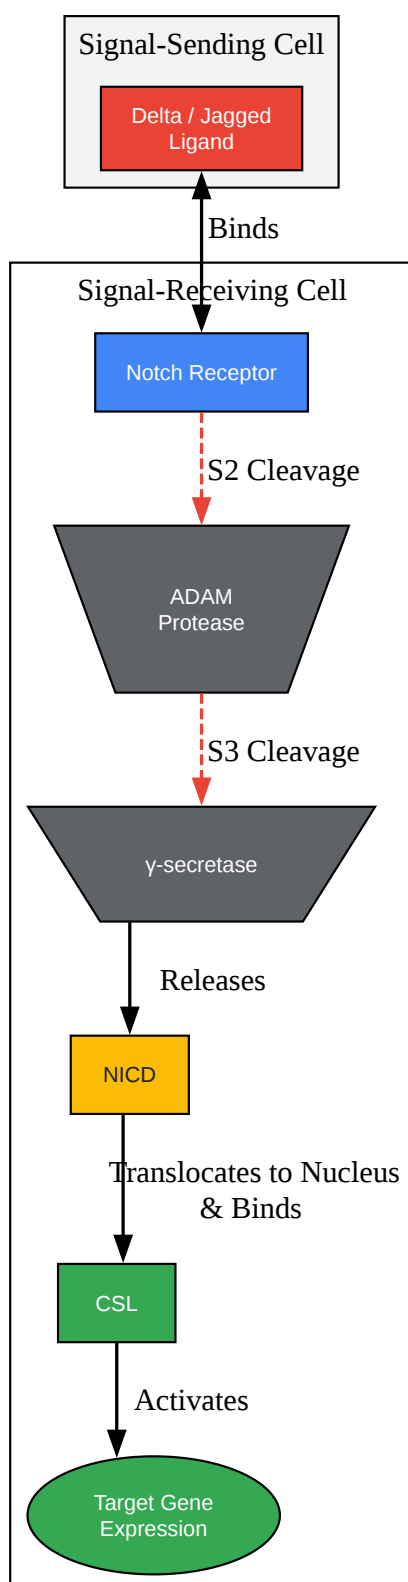 Signal-Sending Cell
Delta / Jagged
Ligand
Binds
Signal-Receiving Cell
Notch Receptor
S2 Cleavage
ADAM
Protease
S3 Cleavage
γ-secretase
Releases
NICD
Translocates to Nucleus
& Binds
CSL
Activates
Target Gene
Expression